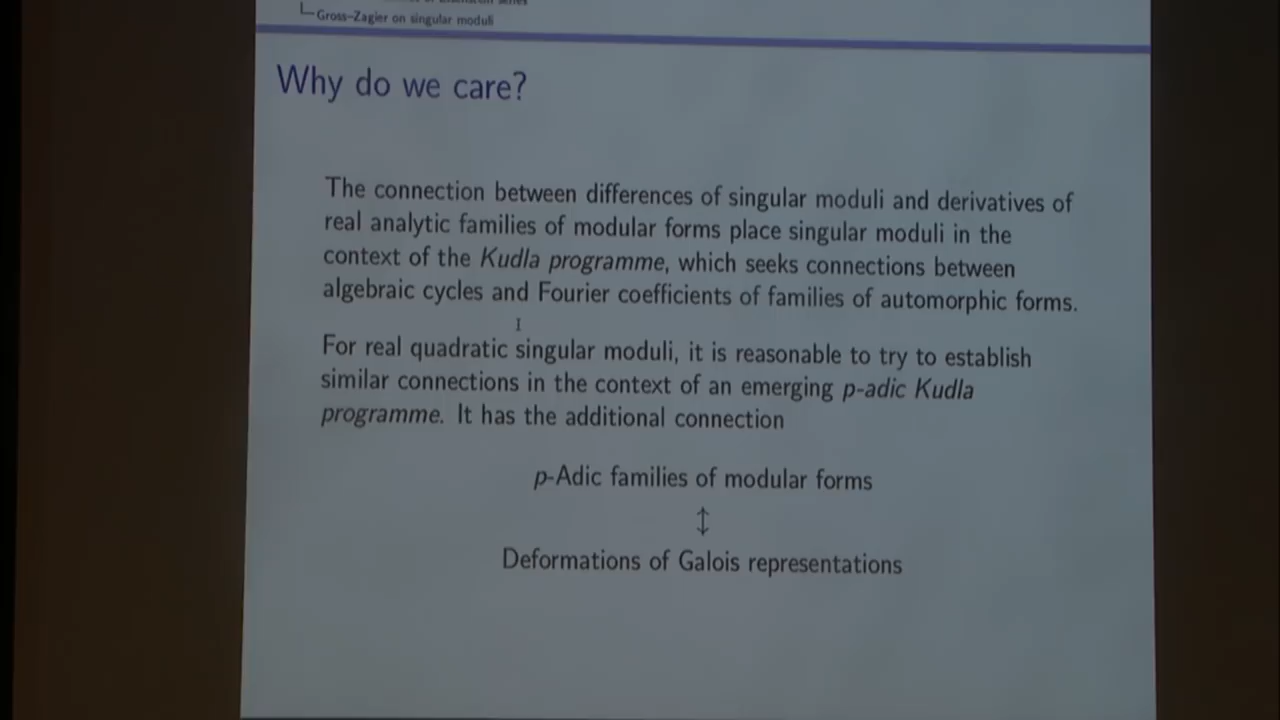 Gross–Zagier on singular moduli
Why do we care?
The connection between differences of singular moduli and derivatives of
real analytic families of modular forms place singular moduli in the
context of the Kudla programme, which seeks connections between
algebraic cycles and Fourier coefficients of families of automorphic forms.
For real quadratic singular moduli, it is reasonable to try to establish
similar connections in the context of an emerging p-adic Kudla
programme. It has the additional connection
p-Adic families of modular forms
↕
Deformations of Galois representations